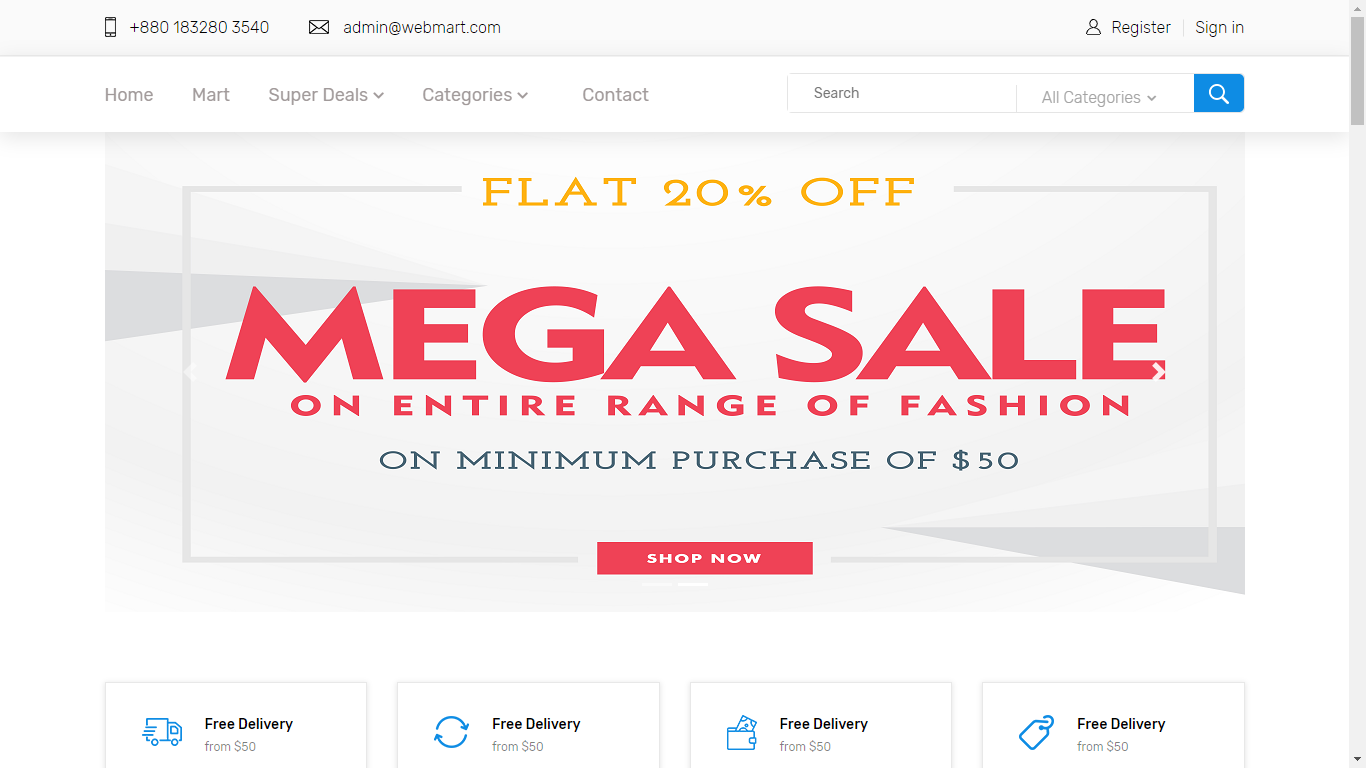 +880 183280 3540 admin@webmart.com Register Sign in
Home Mart Super Deals Categories Contact Search All Categories
FLAT 20% OFF
MEGA SALE
ON ENTIRE RANGE OF FASHION
ON MINIMUM PURCHASE OF $50
SHOP NOW
Free Delivery Free Delivery Free Delivery Free Delivery
from $50 from $50 from $50 from $50